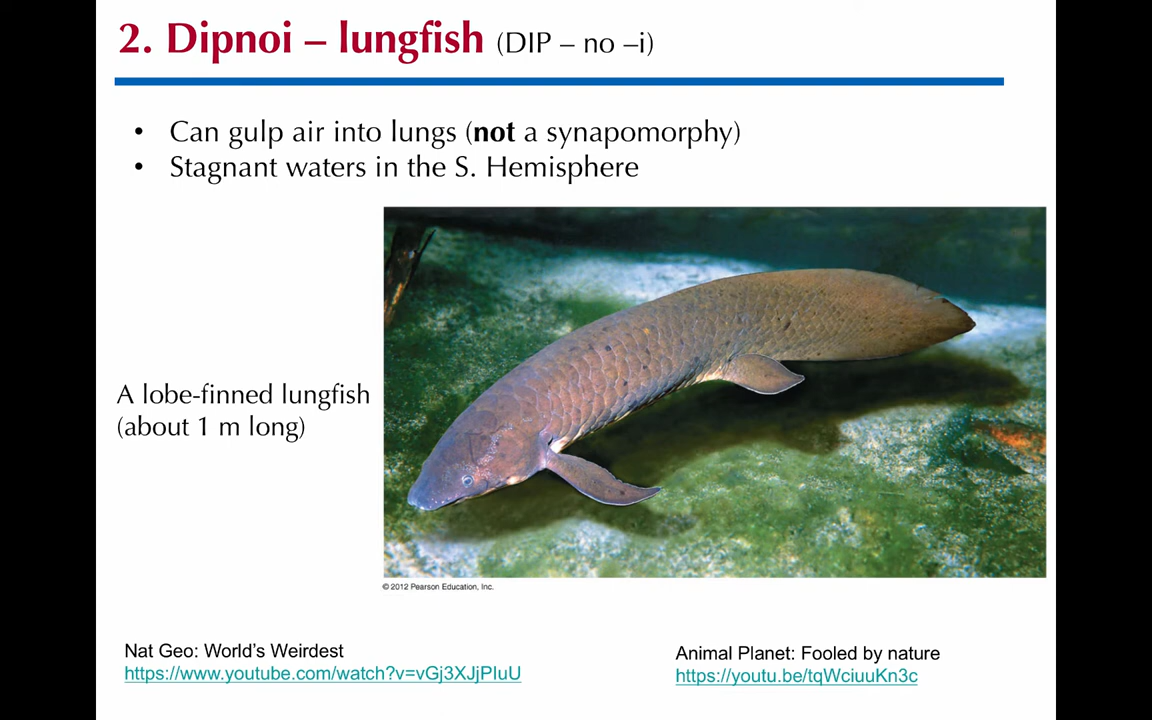 2. Dipnoi – lungfish (DIP – no –i)
• Can gulp air into lungs (not a synapomorphy)
• Stagnant waters in the S. Hemisphere
A lobe-finned lungfish
(about 1 m long)
© 2012 Pearson Education, Inc.
Nat Geo: World's Weirdest
https://www.youtube.com/watch?v=vGj3XJjPIuU
Animal Planet: Fooled by nature
https://youtu.be/tqWciuuKn3c